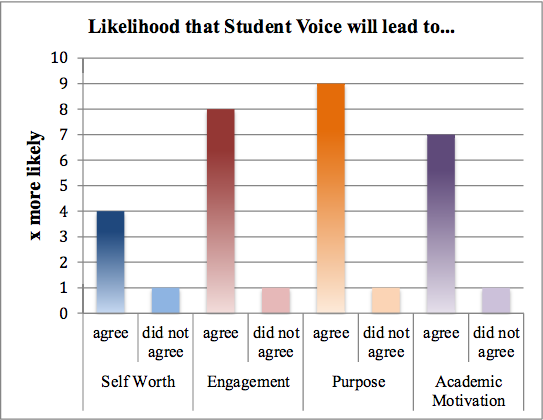 Likelihood that Student Voice will lead to...
x more likely
10
9
8
7
6
5
4
3
2
1
0
agree
did not
agree
agree
did not
agree
agree
did not
agree
agree
did not
agree
Self Worth
Engagement
Purpose
Academic
Motivation